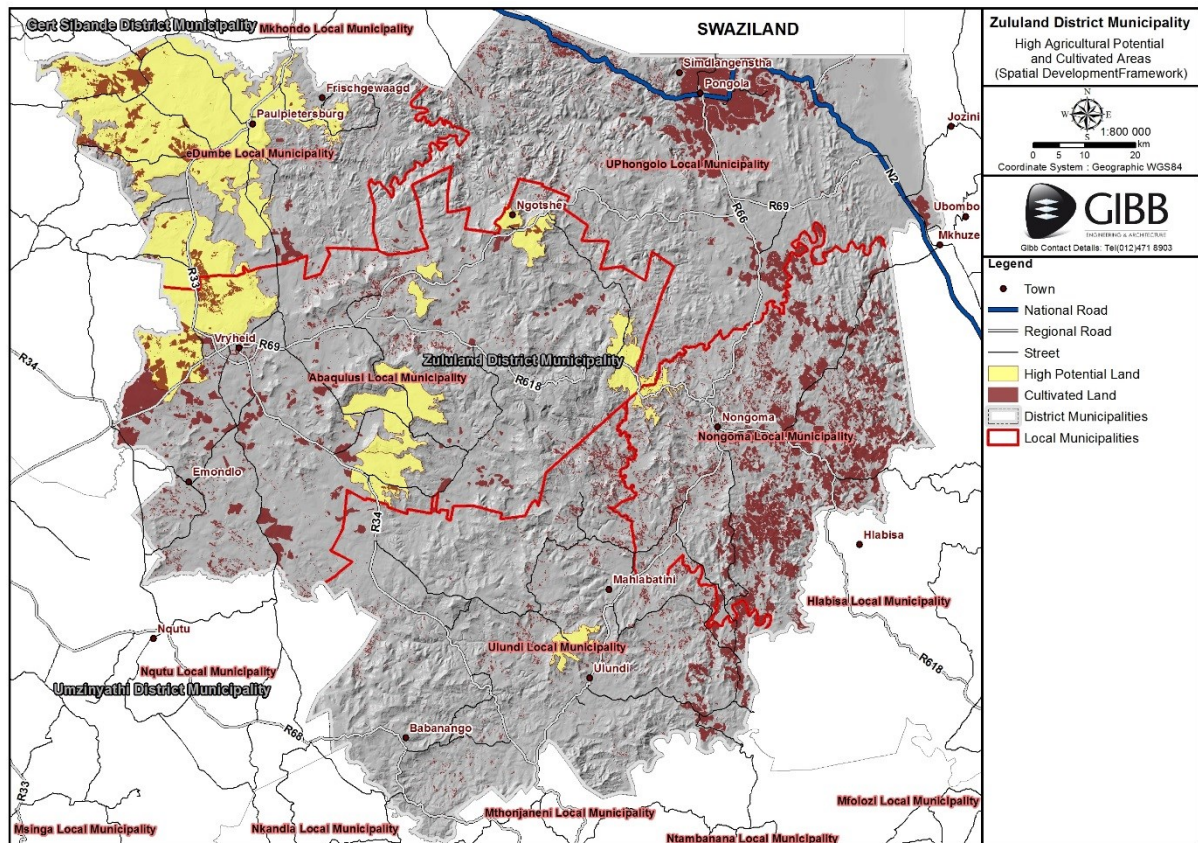 Gert Sibande District Municipality
Mkhondo Local Municipality
SWAZILAND
Simdlangenstha
Pongola
Frischgewaagd
Paulpietersburg
eDumbe Local Municipality
UPhongolo Local Municipality
Jozini
N2
R69
R66
Ngotshe
Ubombo
Mkhuze
R33
Vryheid
R69
R34
Zululand District Municipality
R618
Abaqulusi Local Municipality
Nongoma
Nongoma Local Municipality
Emondlo
R34
Hlabisa
Mahlabatini
Hlabisa Local Municipality
Nqutu
Ulundi Local Municipality
Nqutu Local Municipality
Ulundi
R618
Umzinyathi District Municipality
R68
Babanango
R33
Mfolozi Local Municipality
Mthonjaneni Local Municipality
Msinga Local Municipality
Nkandla Local Municipality
Ntambanana Local Municipality
Zululand District Municipality
High Agricultural Potential
and Cultivated Areas
(Spatial DevelopmentFramework)
N
W E
S
1:800 000
km
0 5 10 20
Coordinate System : Geographic WGS84
GIBB
ENGINEERING & ARCHITECTURE
Gibb Contact Details: Tel(012)471 8903
Legend
Town
National Road
Regional Road
Street
High Potential Land
Cultivated Land
District Municipalities
Local Municipalities